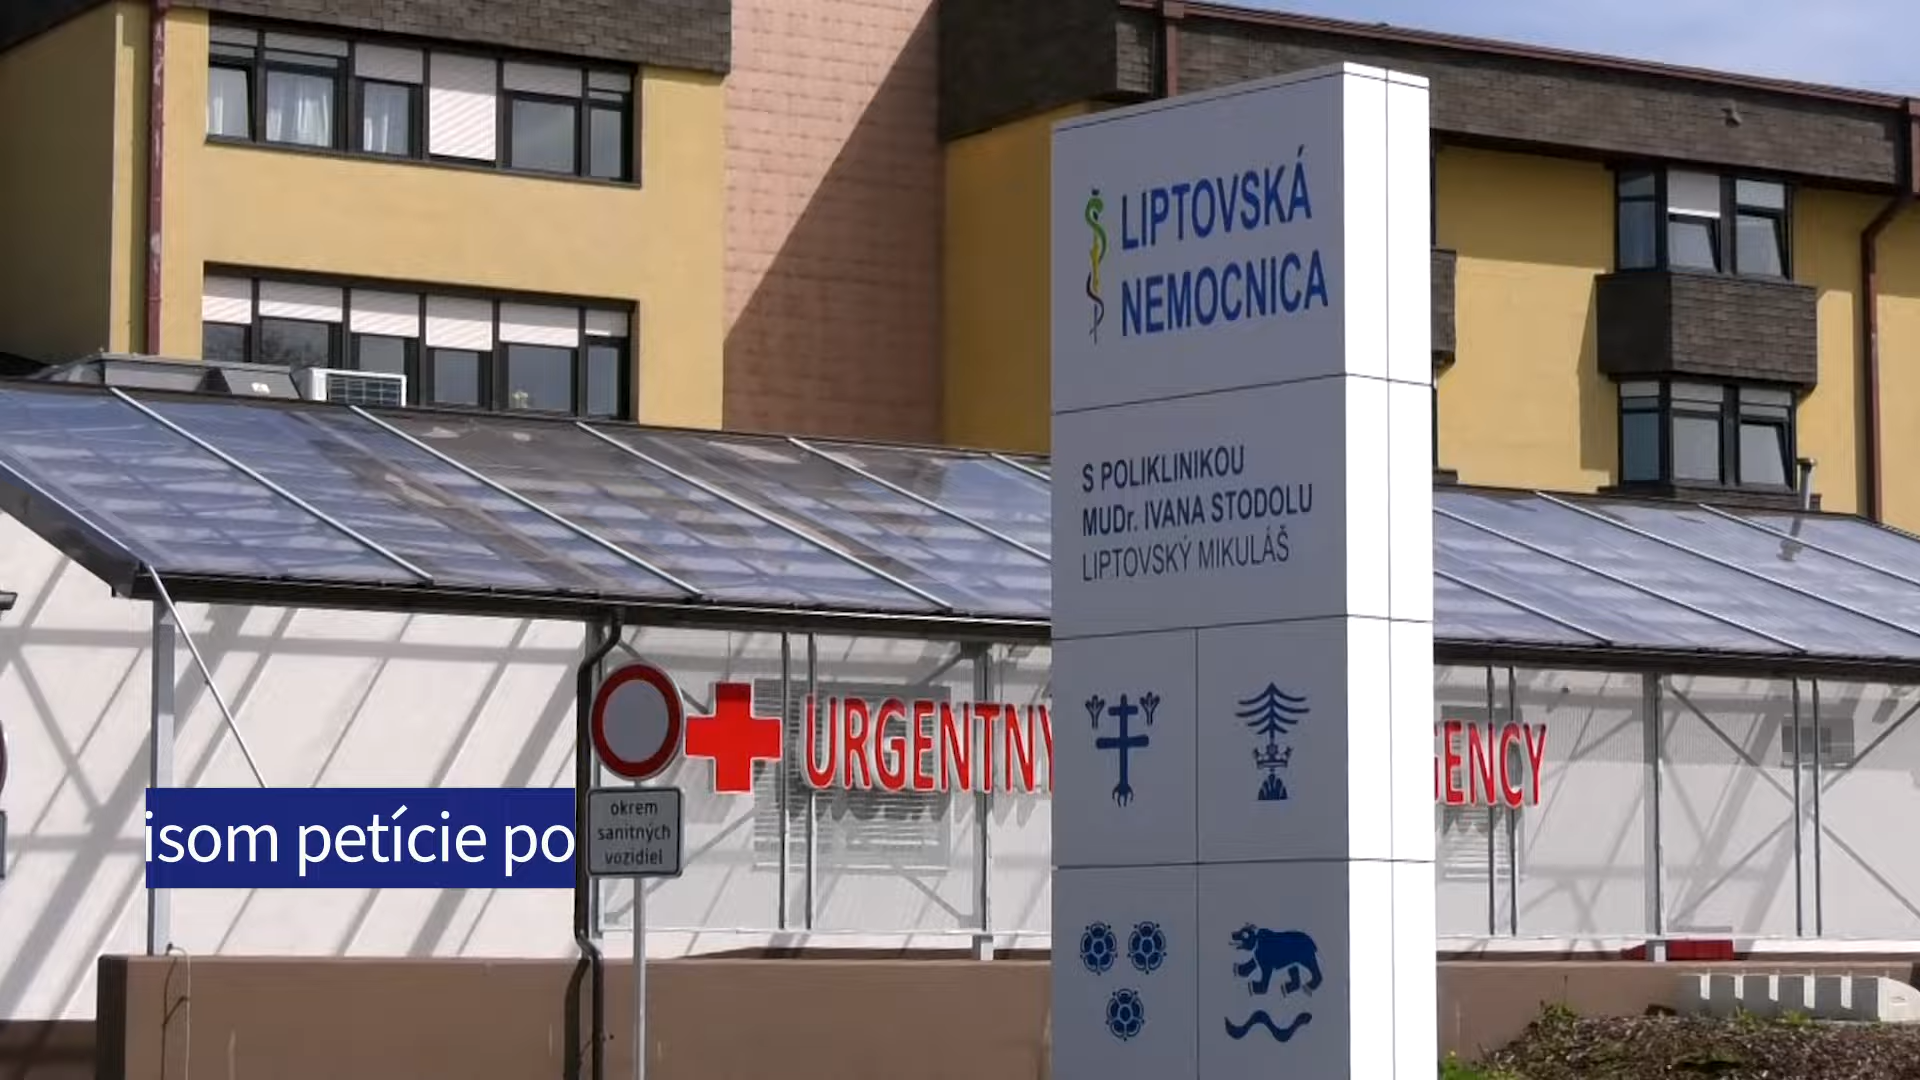 LIPTOVSKÁ
NEMOCNICA
S POLIKLINIKOU
MUDr. IVANA STODOLU
LIPTOVSKÝ MIKULÁŠ
URGENTNÝ
GENCY
okrem
sanitných
vozidiel
isom petície po